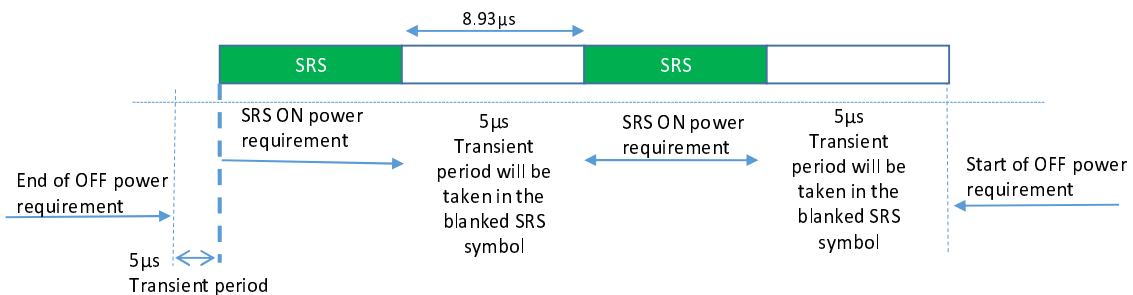 8.93µs
SRS
SRS
SRS ON power
requirement
5µs
Transient
period will be
taken in the
blanked SRS
symbol
SRS ON power
requirement
5µs
Transient
period will be
taken in the
blanked SRS
symbol
End of OFF power
requirement
Start of OFF power
requirement
5µs
Transient period